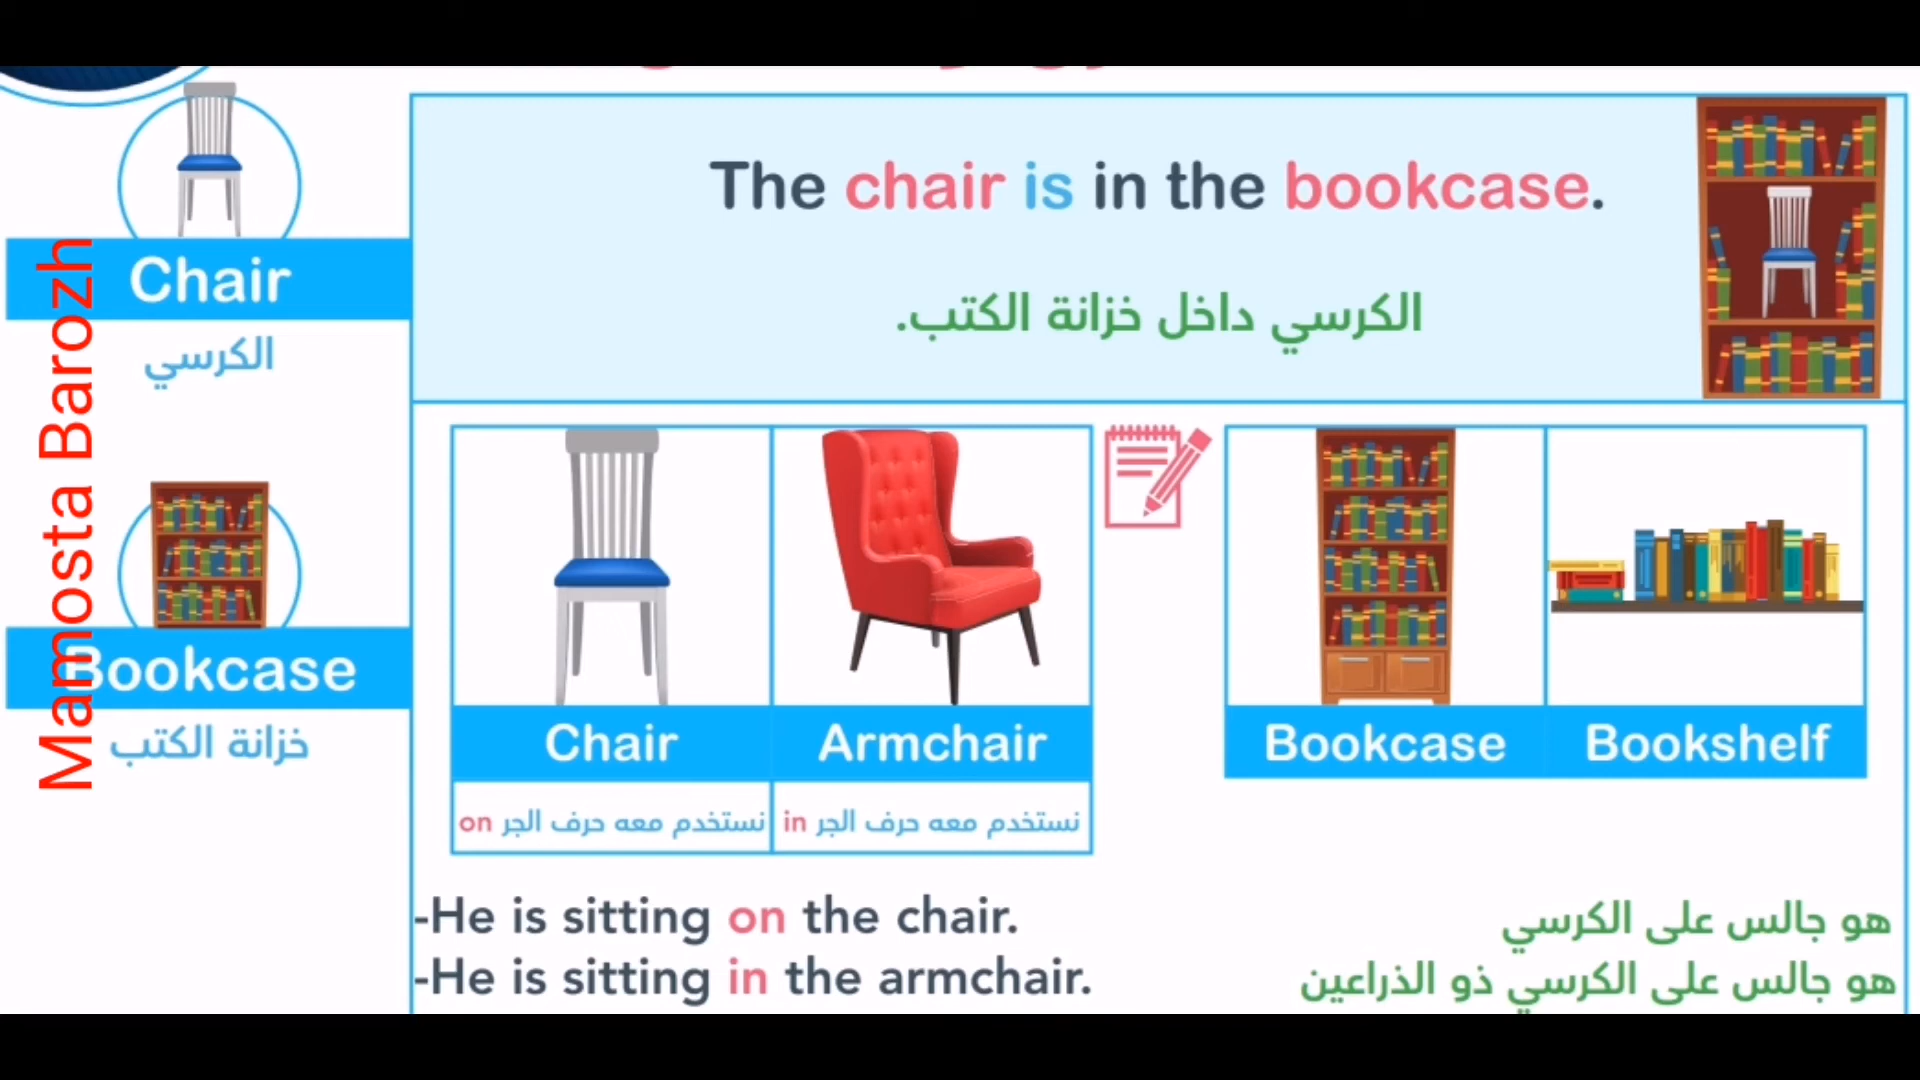 Chair
الكرسي
Bookcase
خزانة الكتب
Mamosta Barozh
The chair is in the bookcase.
الكرسي داخل خزانة الكتب.
Chair
نستخدم معه حرف الجر on
Armchair
نستخدم معه حرف الجر in
Bookcase
Bookshelf
-He is sitting on the chair.
هو جالس على الكرسي
-He is sitting in the armchair.
هو جالس على الكرسي ذو الذراعين